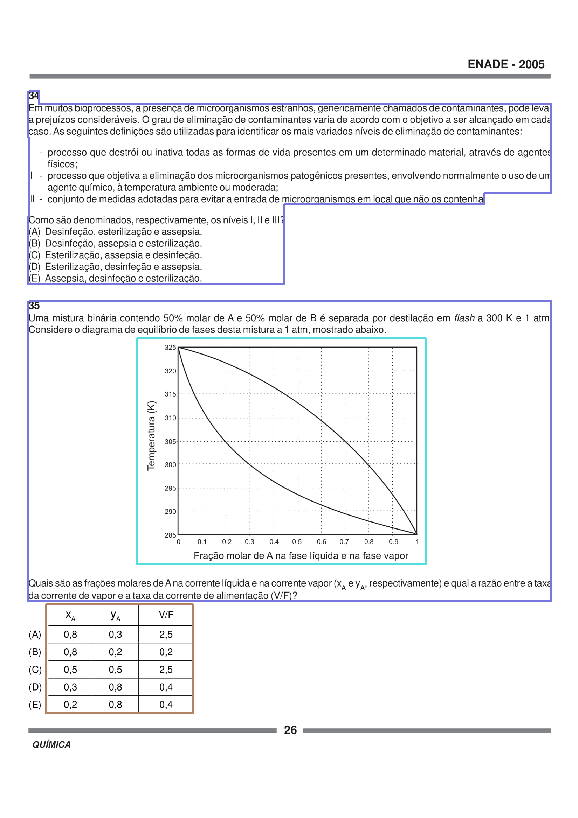 ENADE - 2005
34
Em muitos bioprocessos, a presença de microorganismos estranhos, genericamente chamados de contaminantes, pode leva
a prejuízos consideráveis. O grau de eliminação de contaminantes varia de acordo com o objetivo a ser alcançado em cada
caso. As seguintes definições são utilizadas para identificar os mais variados níveis de eliminação de contaminantes:
- processo que destrói ou inativa todas as formas de vida presentes em um determinado material, através de agentes
físicos;
I - processo que objetiva a eliminação dos microorganismos patogênicos presentes, envolvendo normalmente o uso de um
agente químico, à temperatura ambiente ou moderada;
II - conjunto de medidas adotadas para evitar a entrada de microorganismos em local que não os contenha
Como são denominados, respectivamente, os níveis I, II e III?
(A) Desinfeção, esterilização e assepsia.
(B) Desinfeção, assepsia e esterilização.
(C) Esterilização, assepsia e desinfeção.
(D) Esterilização, desinfeção e assepsia.
(E) Assepsia, desinfeção e esterilização.
35
Uma mistura binária contendo 50% molar de A e 50% molar de B é separada por destilação em flash a 300 K e 1 atm
Considere o diagrama de equilíbrio de fases desta mistura a 1 atm, mostrado abaixo.
325
320
315
310
305
300
295
290
285
Temperatura (K)
0 0.1 0.2 0.3 0.4 0.5 0.6 0.7 0.8 0.9 1
Fração molar de A na fase líquida e na fase vapor
Quais são as frações molares de A na corrente líquida e na corrente vapor (xA e yA, respectivamente) e qual a razão entre a taxa
da corrente de vapor e a taxa da corrente de alimentação (V/F)?
xA yA V/F
(A) 0,8 0,3 2,5
(B) 0,8 0,2 0,2
(C) 0,5 0,5 2,5
(D) 0,3 0,8 0,4
(E) 0,2 0,8 0,4
26
QUÍMICA